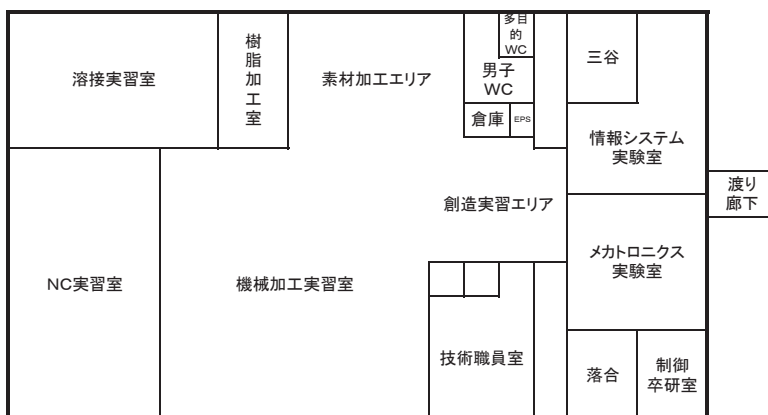 溶接実習室
樹
脂
加
工
室
素材加工エリア
多目
的
WC
男子
WC
倉庫
EPS
三谷
情報システム
実験室
渡り
廊下
創造実習エリア
NC実習室
機械加工実習室
メカトロニクス
実験室
技術職員室
落合
制御
卒研室